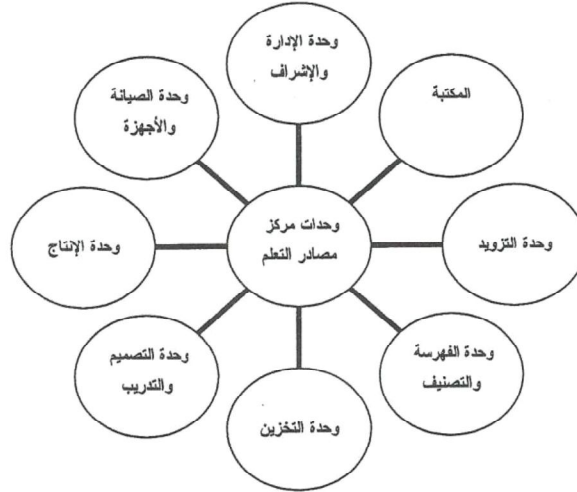 وحدة الإدارة
والإشراف
المكتبة
وحدة الصيانة
والأجهزة
وحدات مركز
مصادر التعلم
وحدة التزويد
وحدة الإنتاج
وحدة الفهرسة
والتصنيف
وحدة التصميم
والتدريب
وحدة التخزين